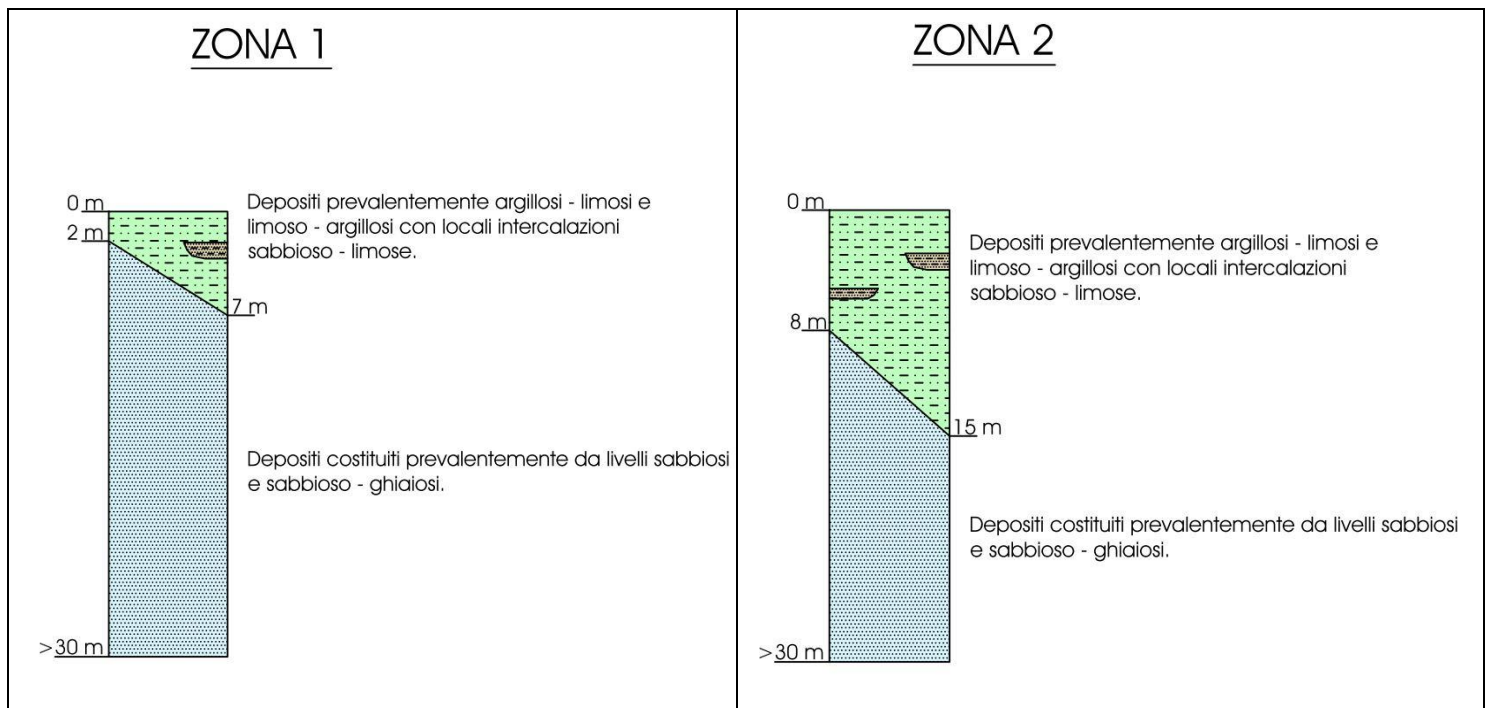 ZONA 1
0 m
Depositi prevalentemente argillosi - limosi e
limoso - argillosi con locali intercalazioni
sabbioso - limose.
2 m
7 m
Depositi costituiti prevalentemente da livelli sabbiosi
e sabbioso - ghiaiosi.
>30 m
ZONA 2
0 m
Depositi prevalentemente argillosi - limosi e
limoso - argillosi con locali intercalazioni
sabbioso - limose.
8 m
15 m
Depositi costituiti prevalentemente da livelli sabbiosi
e sabbioso - ghiaiosi.
>30 m